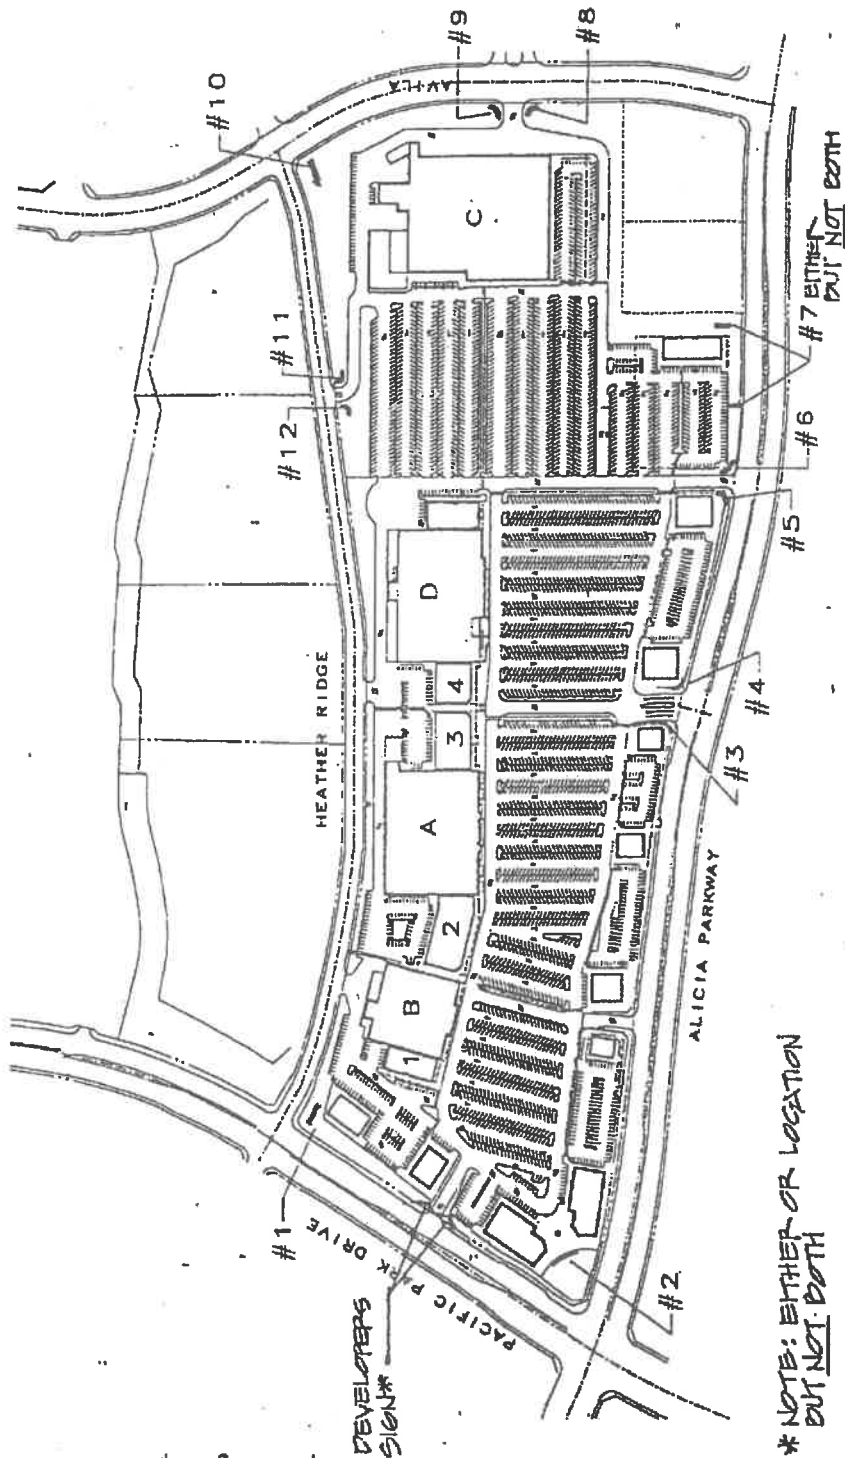 #9
#8
#10
AVILA
C
#11
#12
#7 EITHER
BUT NOT BOTH
#6
#5
HEATHER RIDGE
D
4
3
A
2
B
1
#4
#3
ALICIA PARKWAY
#1
PACIFIC PARK DRIVE
#2
DEVELOPERS
SIGN*
* NOTE: EITHER OR LOCATION
BUT NOT BOTH